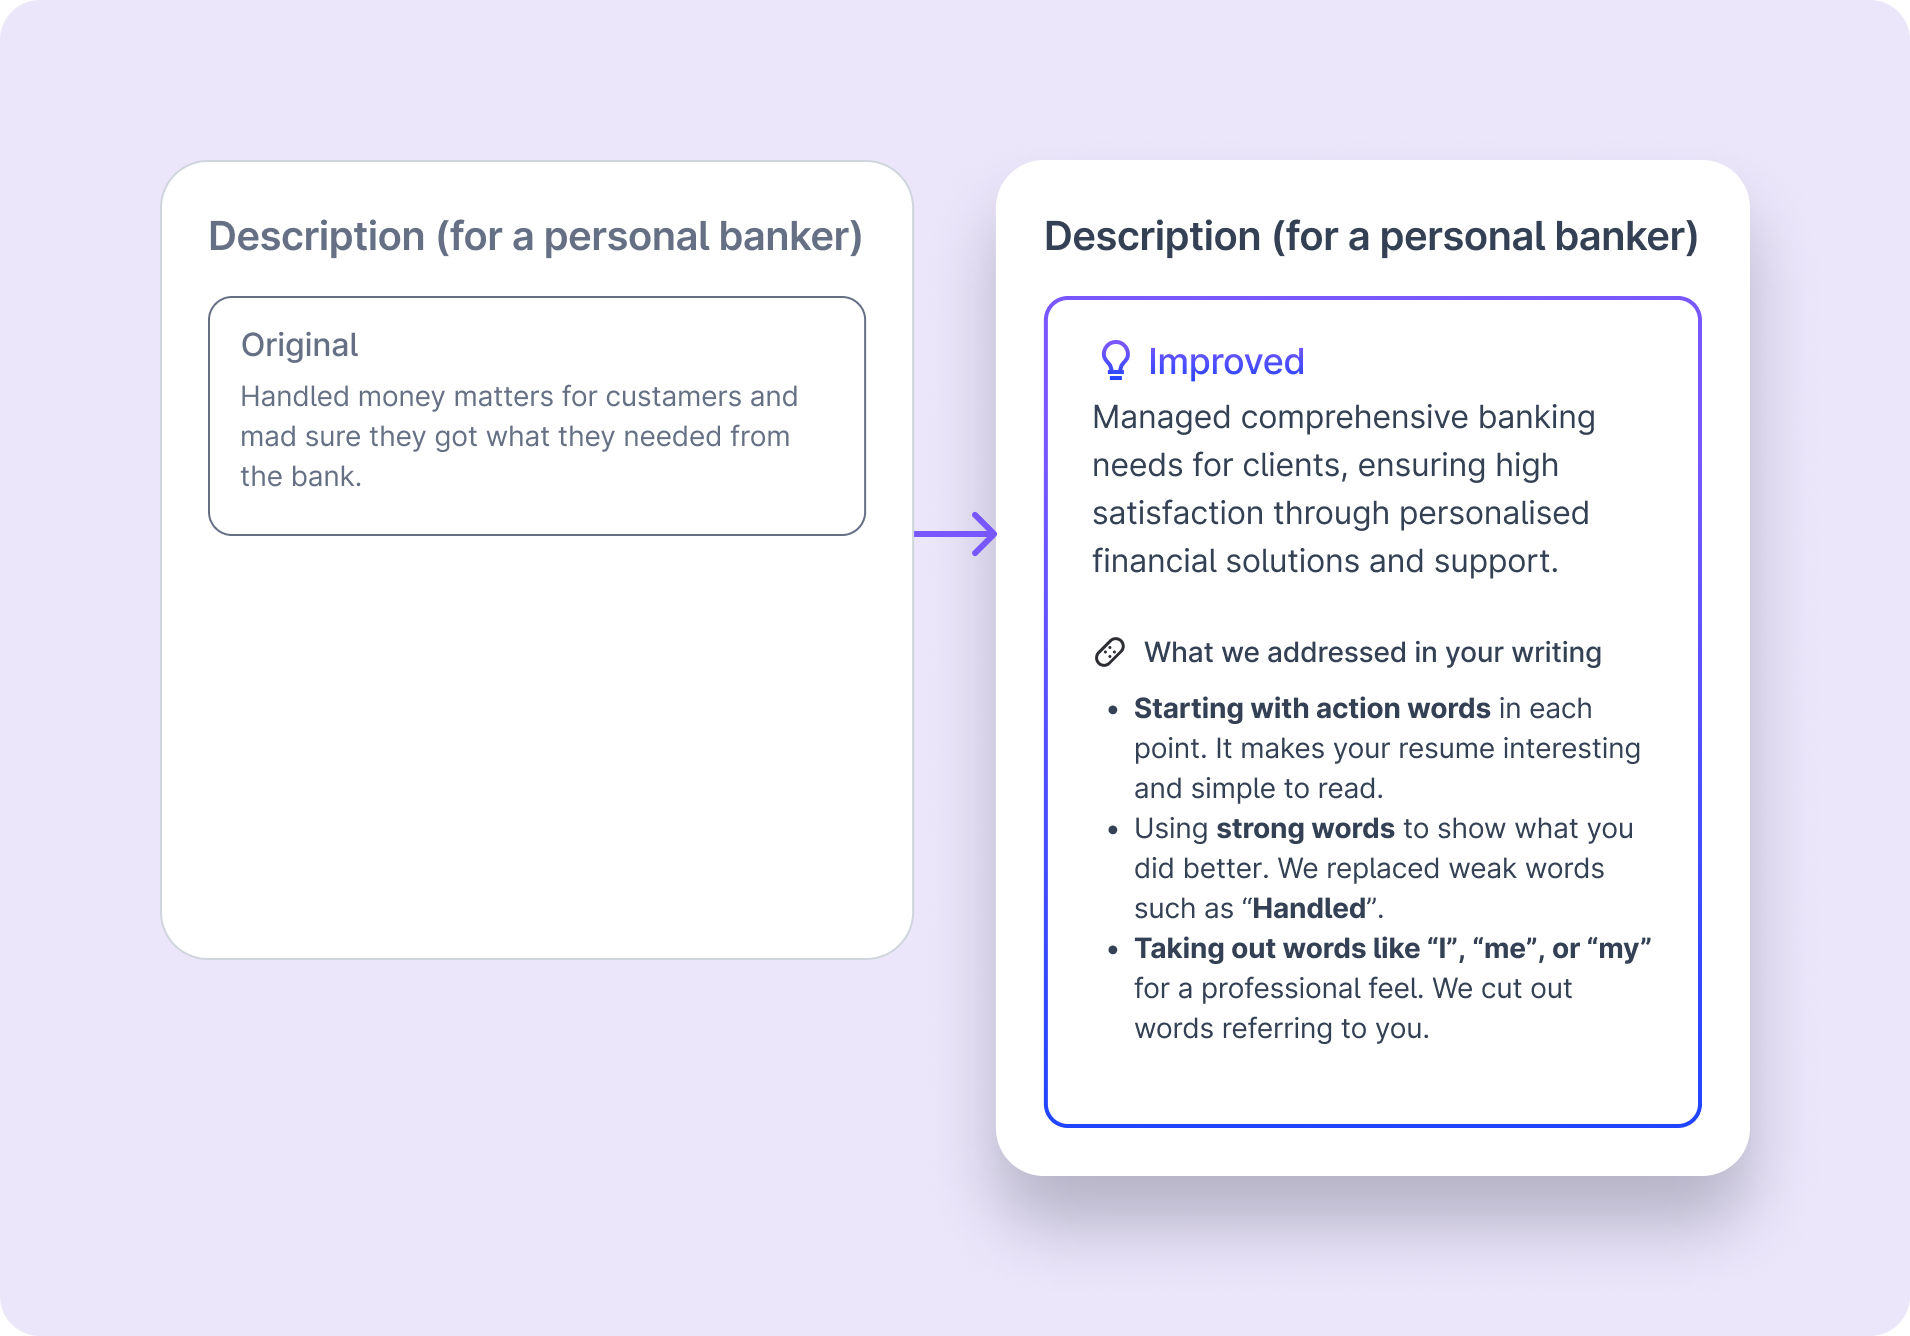 Description (for a personal banker)
Original
Handled money matters for custamers and
mad sure they got what they needed from
the bank.
Description (for a personal banker)
Improved
Managed comprehensive banking
needs for clients, ensuring high
satisfaction through personalised
financial solutions and support.
What we addressed in your writing
• Starting with action words in each
point. It makes your resume interesting
and simple to read.
• Using strong words to show what you
did better. We replaced weak words
such as “Handled”.
• Taking out words like “I”, “me”, or “my”
for a professional feel. We cut out
words referring to you.